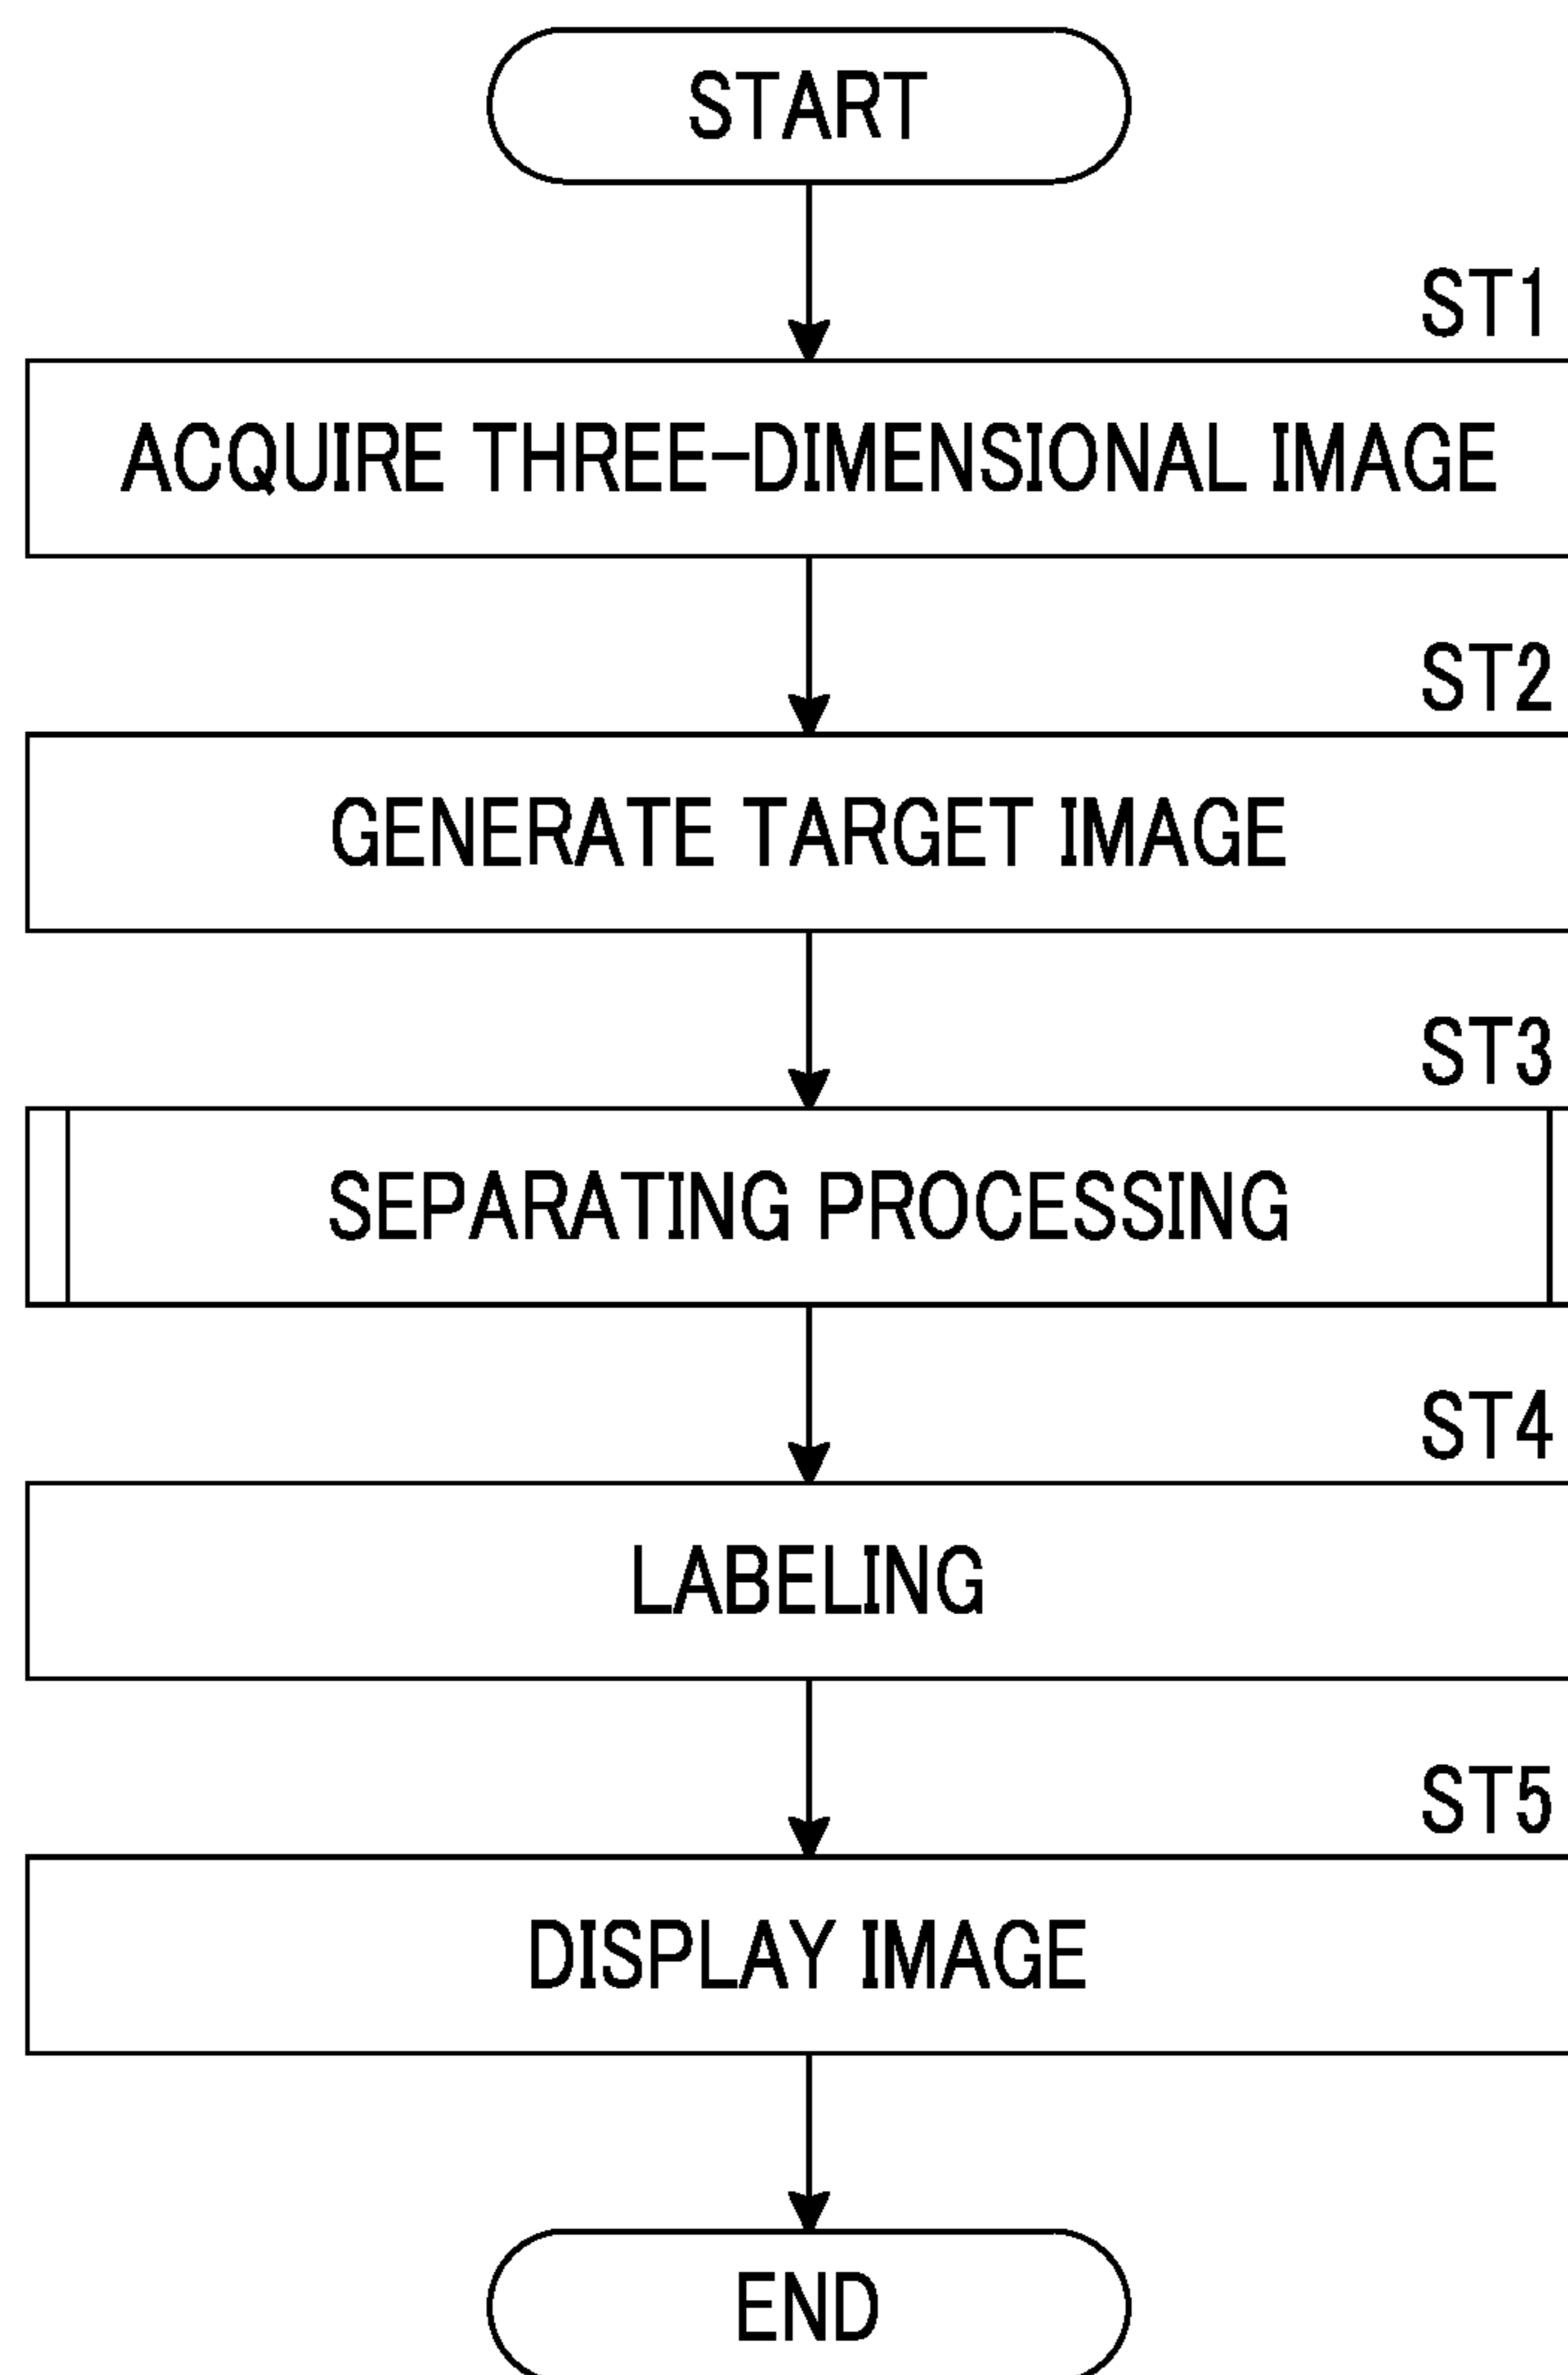 START
ST1
ACQUIRE THREE-DIMENSIONAL IMAGE
ST2
GENERATE TARGET IMAGE
ST3
SEPARATING PROCESSING
ST4
LABELING
ST5
DISPLAY IMAGE
END